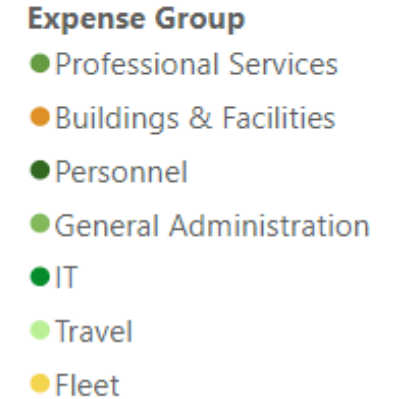 Expense Group
Professional Services
Buildings & Facilities
Personnel
General Administration
IT
Travel
Fleet